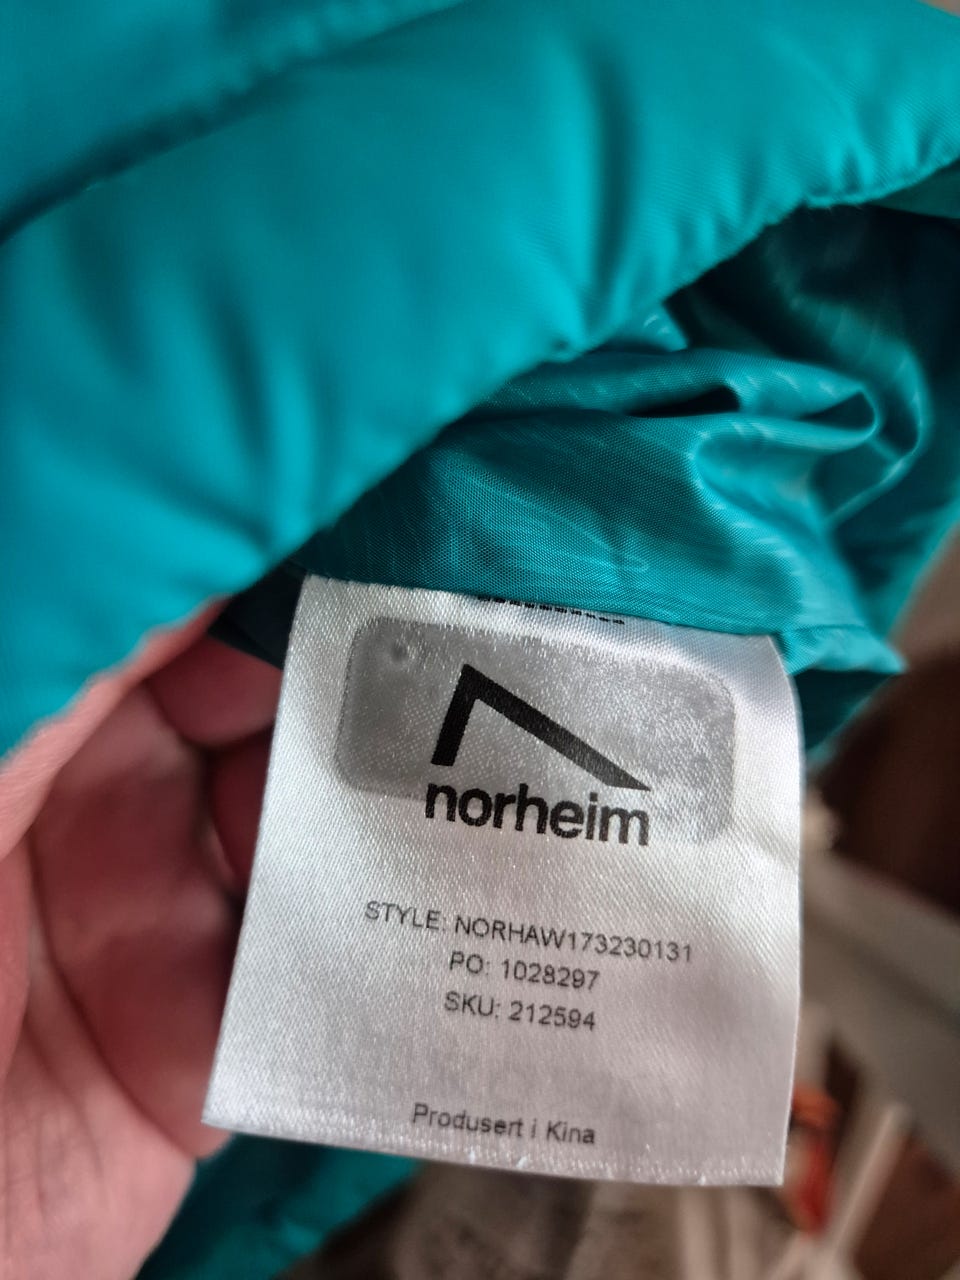 norheim
STYLE: NORHAW173230131
PO: 1028297
SKU: 212594
Produsert i Kina